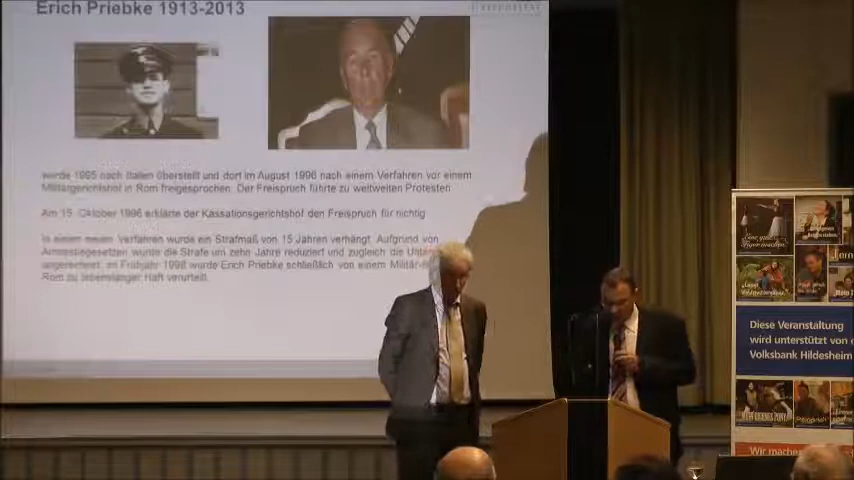 Erich Priebke 1913-2013
UNIVERSITÄT
wurde 1995 nach Italien überstellt und dort im August 1996 nach einem Verfahren vor einem
Militärgerichtshof in Rom freigesprochen. Der Freispruch führte zu weltweiten Protesten
Am 15. Oktober 1996 erklärte der Kassationsgerichtshof den Freispruch für nichtig
In einem neuen Verfahren wurde ein Strafmaß von 15 Jahren verhängt. Aufgrund von
Amnestiegesetzen wurde die Strafe um zehn Jahre reduziert und zugleich die Unter
angerechnet. Im Frühjahr 1998 wurde Erich Priebke schließlich von einem Militär
Rom zu lebenslanger Haft verurteilt.
Diese Veranstaltung
wird unterstützt von
VOLKSBANK Hildesheim
Wir mache